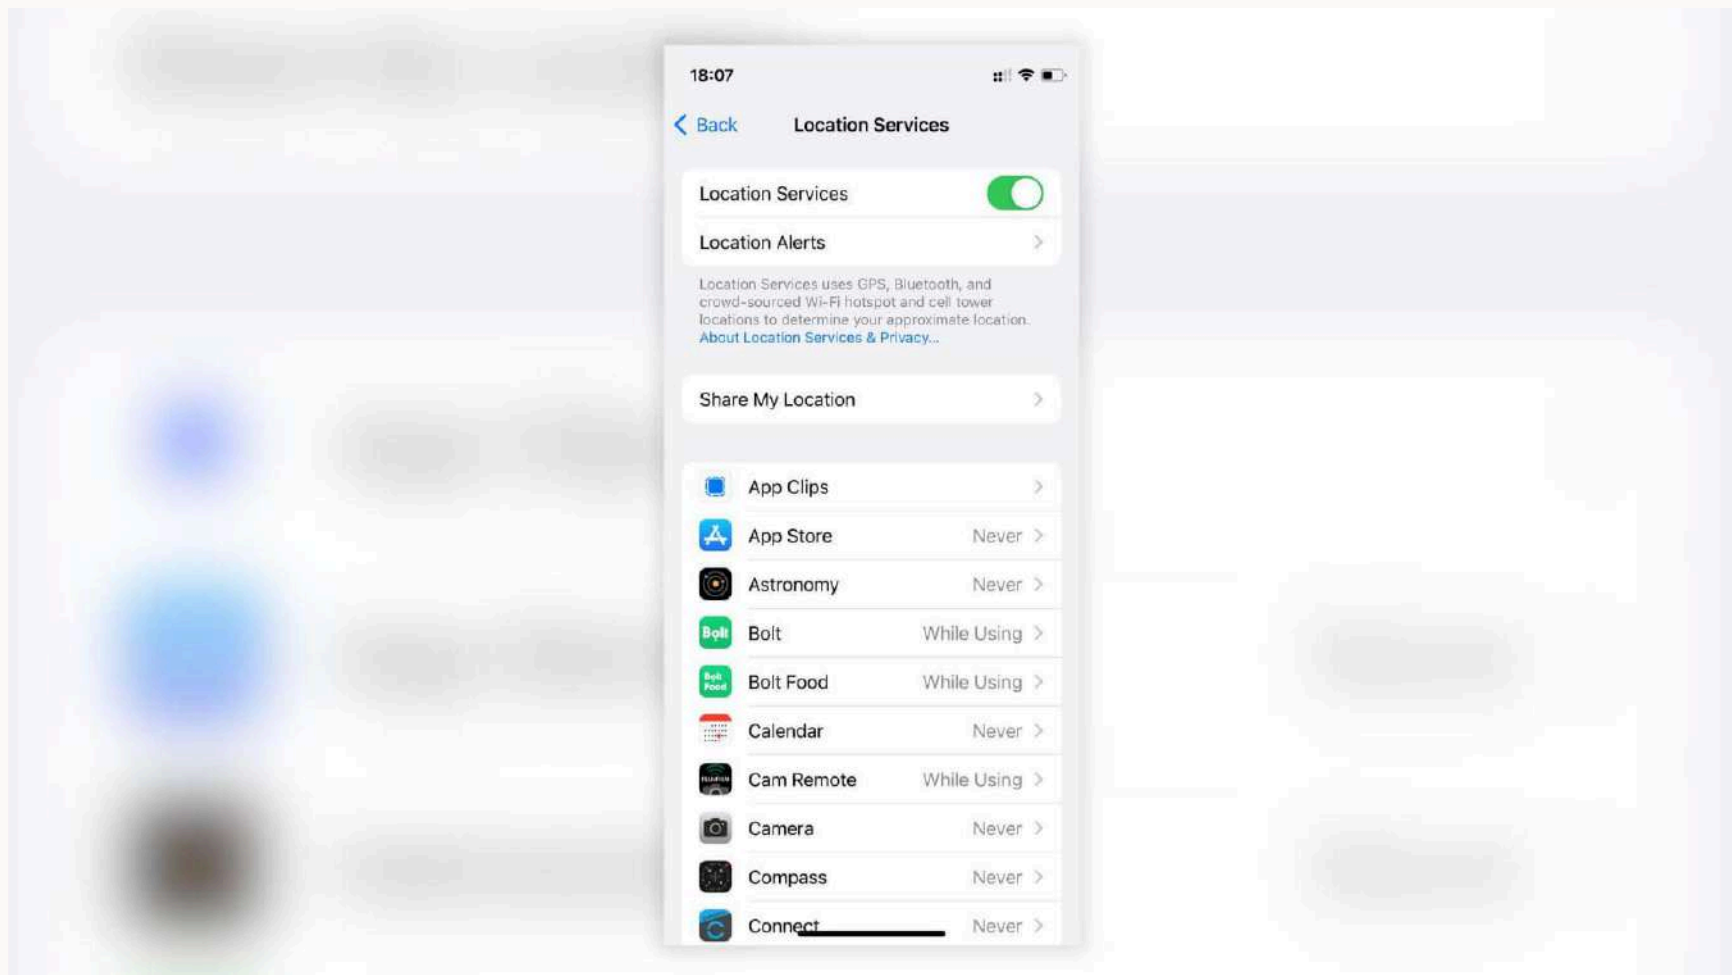 18:07
Back
Location Services
Location Services
Location Alerts
Location Services uses GPS, Bluetooth, and
crowd-sourced Wi-Fi hotspot and cell tower
locations to determine your approximate location.
About Location Services & Privacy...
Share My Location
App Clips
App Store Never
Astronomy Never
Bolt
Bolt While Using
Bolt
Food
Bolt Food While Using
Calendar Never
Cam Remote While Using
Camera Never
Compass Never
Connect Never